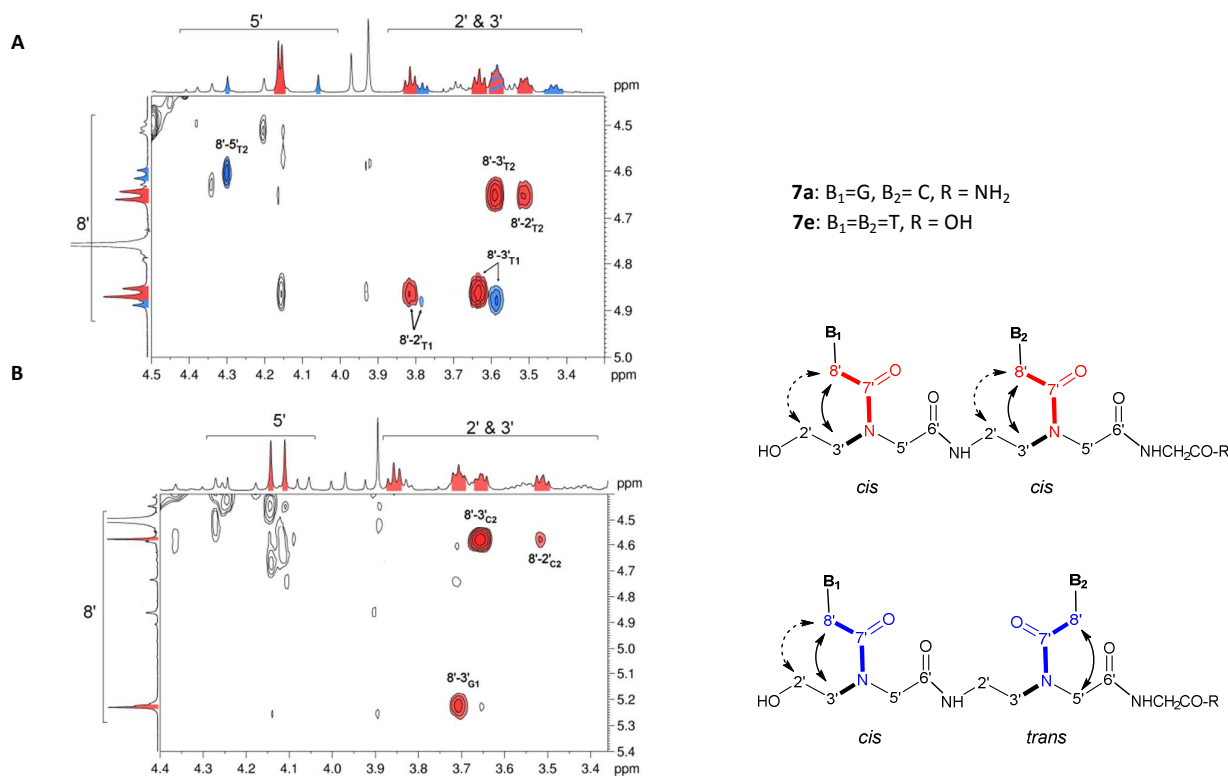 A
5'
2' & 3'
ppm
8'
8'-5'T2
8'-3'T2
8'-2'T2
8'-3'T1
8'-2'T1
4.5
4.6
4.7
4.8
4.9
5.0
4.5 4.4 4.3 4.2 4.1 4.0 3.9 3.8 3.7 3.6 3.5 3.4 ppm
ppm
B
5'
2' & 3'
ppm
8'
8'-3'C2
8'-2'C2
8'-3'G1
4.5
4.6
4.7
4.8
4.9
5.0
5.1
5.2
5.3
5.4
4.4 4.3 4.2 4.1 4.0 3.9 3.8 3.7 3.6 3.5 3.4 ppm
ppm
7a: B₁=G, B₂= C, R = NH₂
7e: B₁=B₂=T, R = OH
B₁ B₂
8' 7' O 8' 7' O
O O
HO 2' 3' N 5' 6' NH 2' 3' N 5' 6' NHCH₂CO-R
cis cis
B₁ B₂
8' 7' O O 7' 8'
O O
HO 2' 3' N 5' 6' NH 2' 3' N 5' 6' NHCH₂CO-R
cis trans